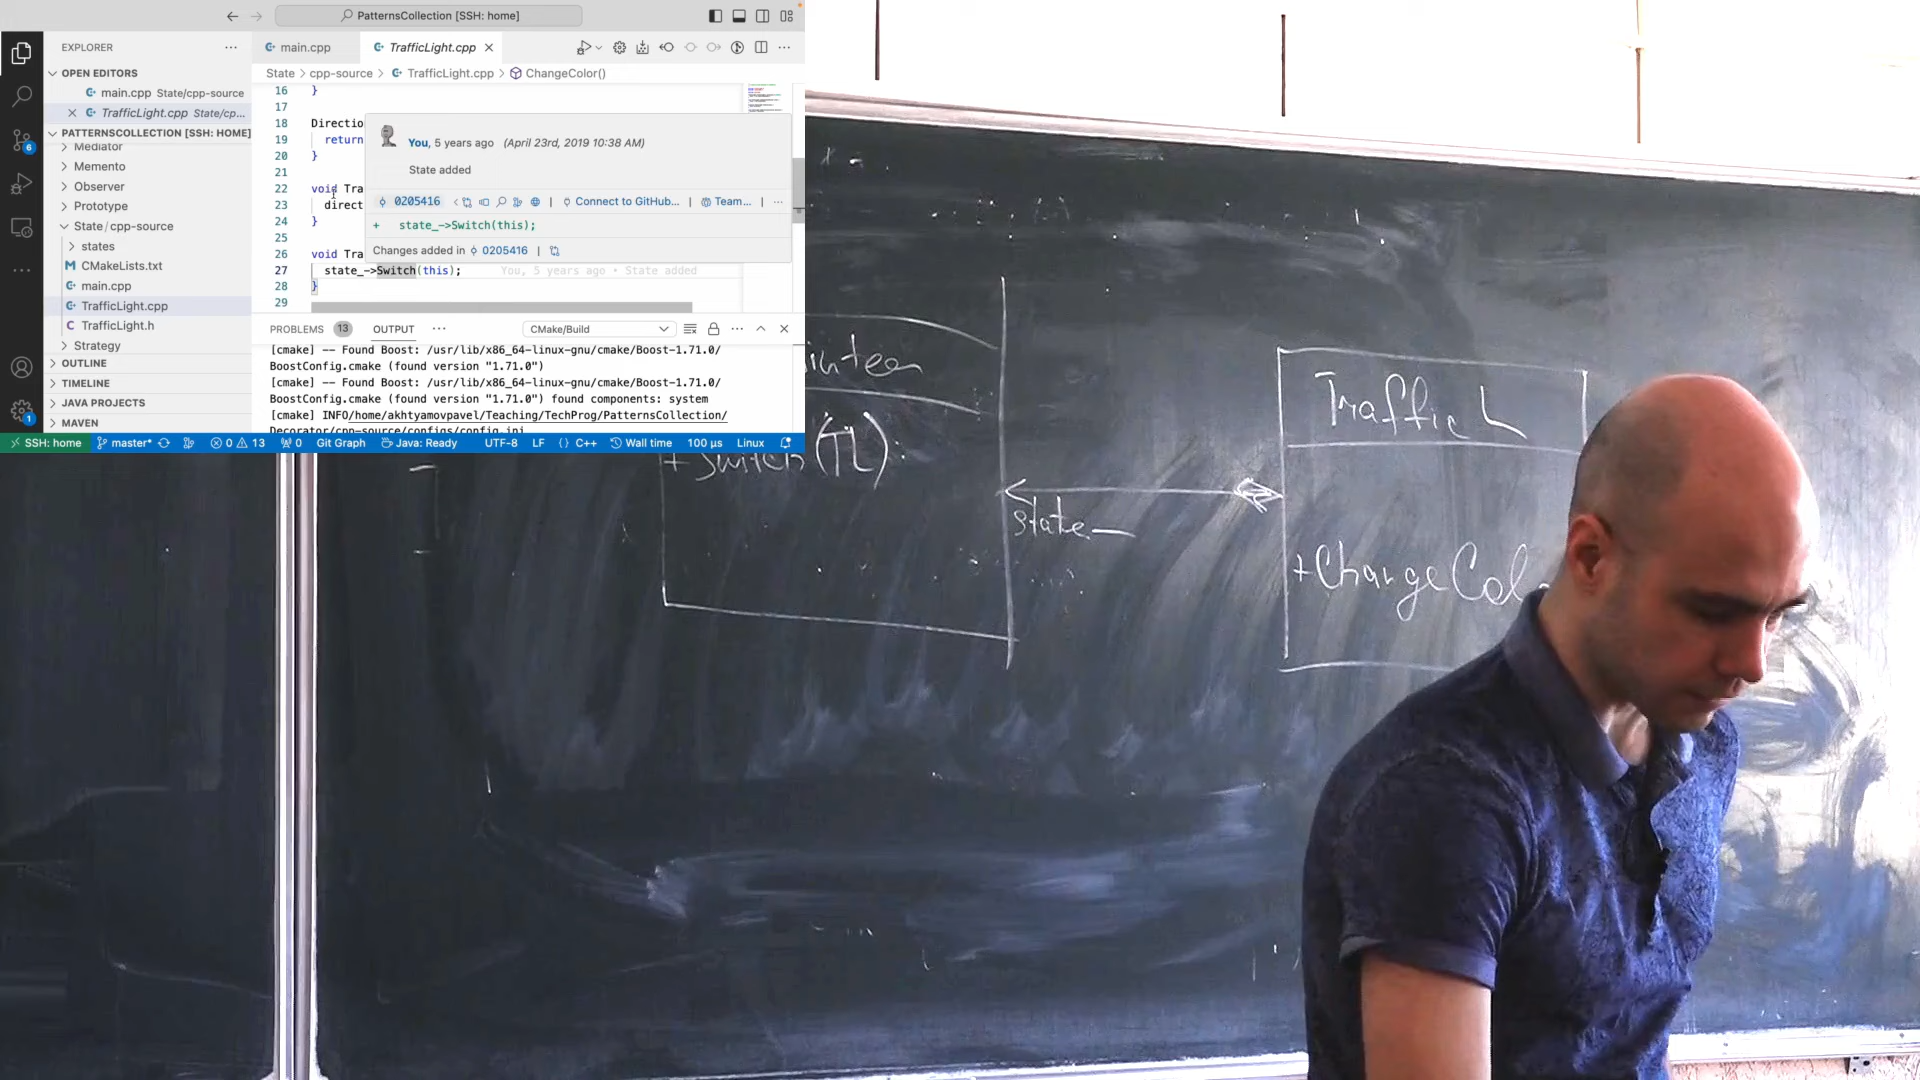 PatternsCollection [SSH: home]
EXPLORER
main.cpp
TrafficLight.cpp
OPEN EDITORS
State > cpp-source > TrafficLight.cpp > ChangeColor()
main.cpp State/cpp-source
TrafficLight.cpp State/cp...
PATTERNSCOLLECTION [SSH: HOME]
Mediator
Memento
Observer
Prototype
State / cpp-source
states
CMakeLists.txt
main.cpp
TrafficLight.cpp
TrafficLight.h
Strategy
OUTLINE
TIMELINE
JAVA PROJECTS
MAVEN
6
1
16 }
17
18 Directio
19 return
20 }
21
22 void Tra
23 direct
24 }
25
26 void Tra
27 state_->Switch(this); You, 5 years ago • State added
28 }
29
You, 5 years ago (April 23rd, 2019 10:38 AM)
State added
0205416 | Connect to GitHub... | Team... |
+ state_->Switch(this);
Changes added in 0205416 |
PROBLEMS 13 OUTPUT CMake/Build
[cmake] -- Found Boost: /usr/lib/x86_64-linux-gnu/cmake/Boost-1.71.0/
BoostConfig.cmake (found version "1.71.0")
[cmake] -- Found Boost: /usr/lib/x86_64-linux-gnu/cmake/Boost-1.71.0/
BoostConfig.cmake (found version "1.71.0") found components: system
[cmake] INFO/home/akhtyamovpavel/Teaching/TechProg/PatternsCollection/
Decorator/cpp-source/configs/config.ini
SSH: home master* 0 13 0 Git Graph Java: Ready UTF-8 LF {} C++ Wall time 100 µs Linux
+ Switch (TL):
state_
Traffic L
+ChangeCol